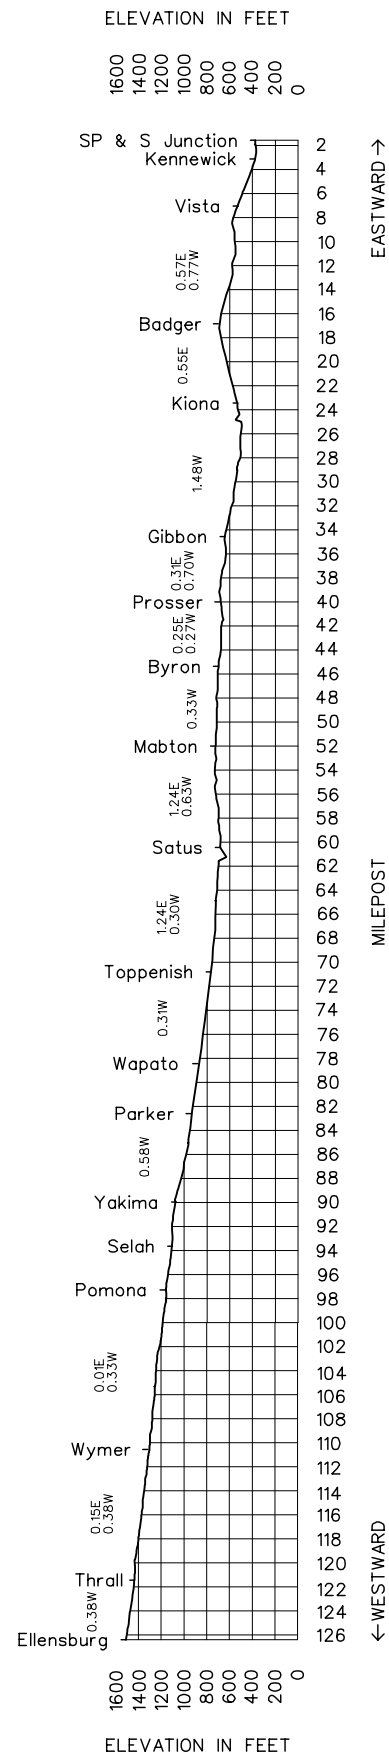 ELEVATION IN FEET
1600 1400 1200 1000 800 600 400 200 0
EASTWARD →
SP & S Junction
2
Kennewick
4
6
Vista
8
10
0.57E
0.77W
12
14
16
Badger
18
0.55E
20
22
Kiona
24
26
28
1.48W
30
32
34
Gibbon
36
0.31E
0.70W
38
Prosser
40
0.25E
0.27W
42
44
Byron
46
48
0.33W
50
Mabton
52
54
1.24E
0.63W
56
58
60
Satus
62
MILEPOST
64
1.24E
0.30W
66
68
70
Toppenish
72
0.31W
74
76
Wapato
78
80
82
Parker
84
0.58W
86
88
Yakima
90
92
Selah
94
96
Pomona
98
100
102
0.01E
0.33W
104
106
108
Wymer
110
112
114
0.15E
0.38W
116
118
120
Thrall
122
0.38W
124
Ellensburg
126
← WESTWARD
1600 1400 1200 1000 800 600 400 200 0
ELEVATION IN FEET